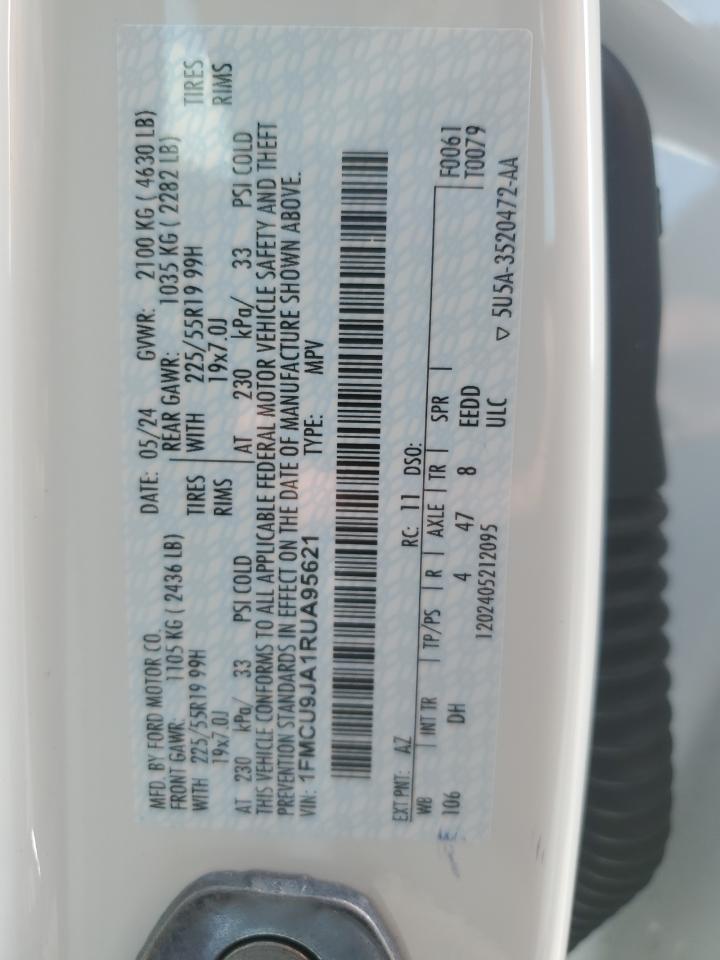 MFD. BY FORD MOTOR CO.
DATE: 05/24 GVWR: 2100 KG ( 4630 LB)
FRONT GAWR: 1105 KG ( 2436 LB)
REAR GAWR: 1035 KG ( 2282 LB)
WITH 225/55R19 99H TIRES
WITH 225/55R19 99H TIRES
19x7.0J RIMS
19x7.0J RIMS
AT 230 kPa/ 33 PSI COLD
AT 230 kPa/ 33 PSI COLD
THIS VEHICLE CONFORMS TO ALL APPLICABLE FEDERAL MOTOR VEHICLE SAFETY AND THEFT
PREVENTION STANDARDS IN EFFECT ON THE DATE OF MANUFACTURE SHOWN ABOVE.
VIN: 1FMCU9JA1RUA95621 TYPE: MPV
EXT PNT: AZ RC: 11 DSO: F0061
WB INT TR TP/PS R AXLE TR SPR T0079
106 DH 4 47 8 EEDD
1202405212095 ULC ▽ 5U5A-3520472-AA